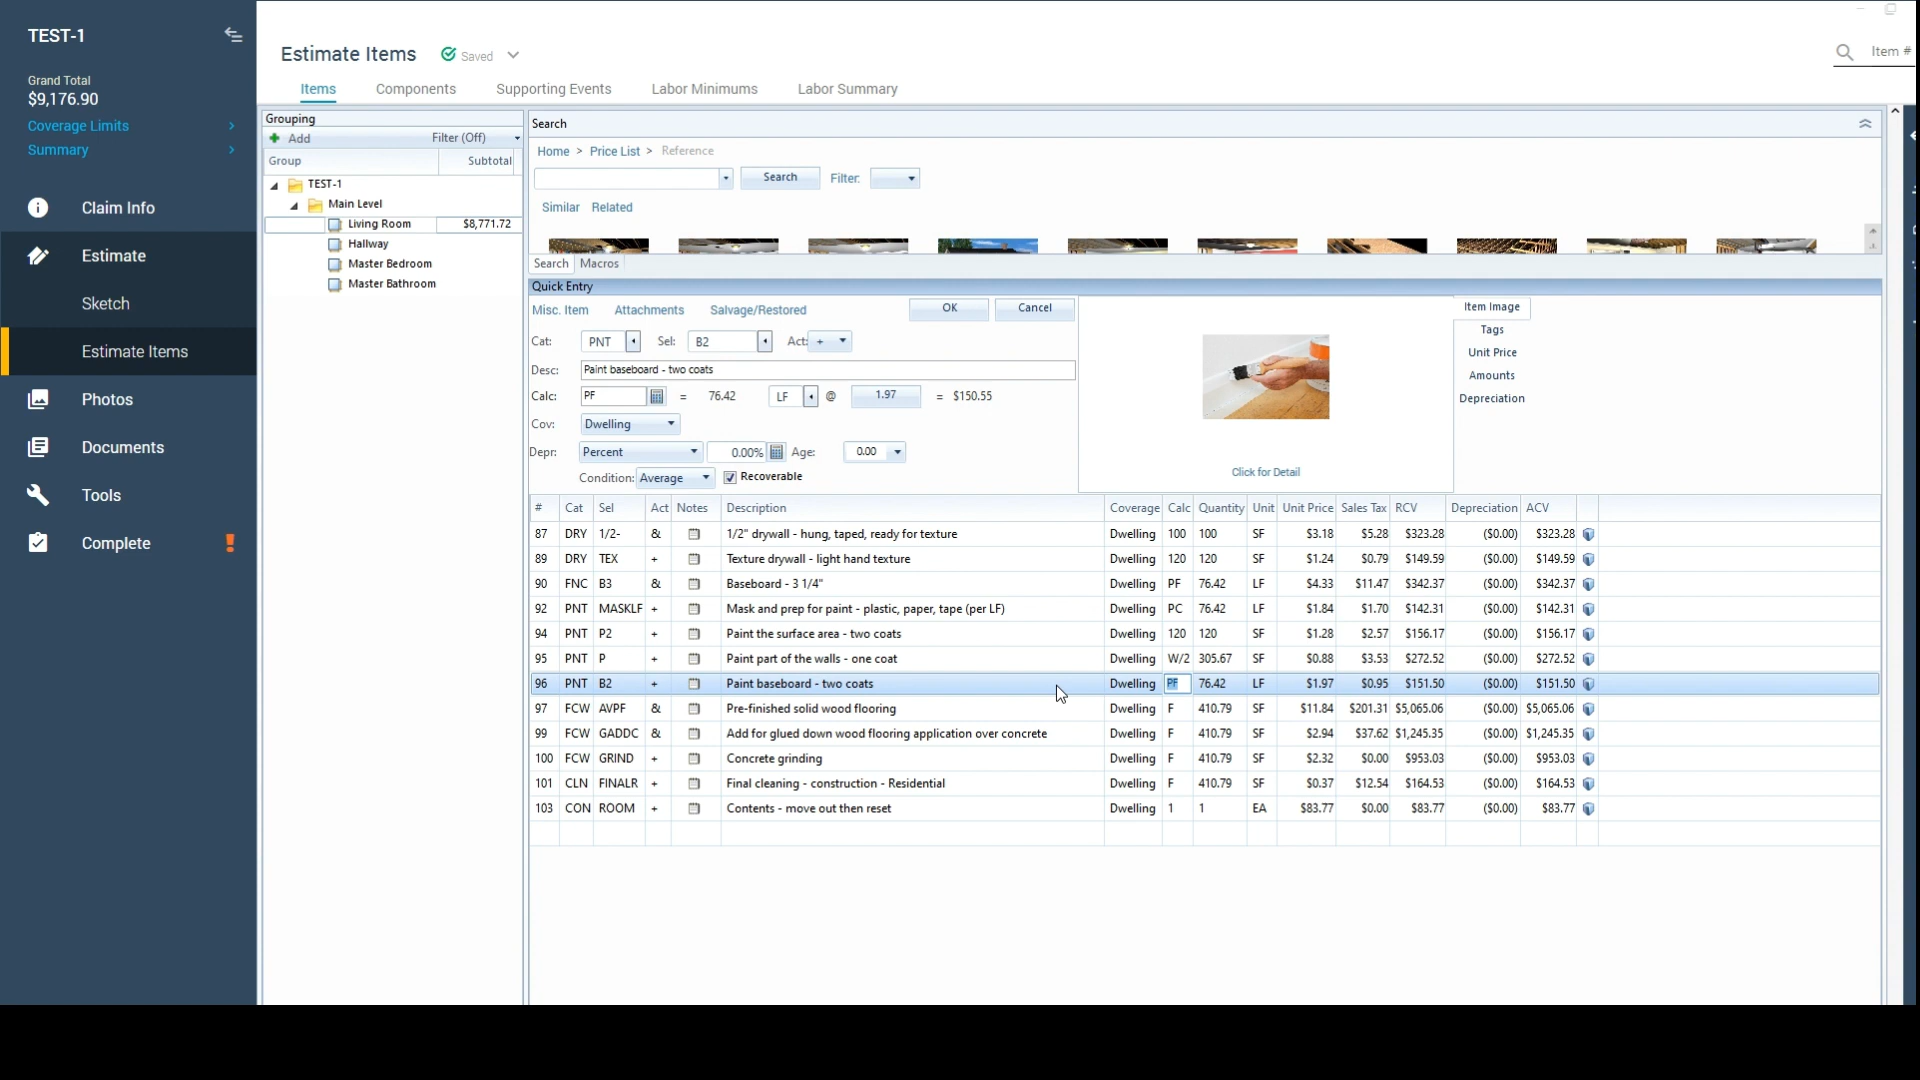 TEST-1
Grand Total
$9,176.90
Coverage Limits
Summary
Claim Info
Estimate
Sketch
Estimate Items
Photos
Documents
Tools
Complete
Estimate Items Saved
Item #
Items Components Supporting Events Labor Minimums Labor Summary
Grouping
Add Filter (Off)
Group Subtotal
TEST-1
Main Level
Living Room $8,771.72
Hallway
Master Bedroom
Master Bathroom
Search
Home > Price List > Reference
Search Filter:
Similar Related
Search Macros
Quick Entry
Misc. Item Attachments Salvage/Restored OK Cancel
Cat: PNT Sel: B2 Act: +
Desc: Paint baseboard - two coats
Calc: PF = 76.42 LF @ 1.97 = $150.55
Cov: Dwelling
Depr: Percent 0.00% Age: 0.00
Condition: Average Recoverable
Click for Detail
Item Image
Tags
Unit Price
Amounts
Depreciation
# Cat Sel Act Notes Description Coverage Calc Quantity Unit Unit Price Sales Tax RCV Depreciation ACV
87 DRY 1/2- & 1/2" drywall - hung, taped, ready for texture Dwelling 100 100 SF $3.18 $5.28 $323.28 ($0.00) $323.28
89 DRY TEX + Texture drywall - light hand texture Dwelling 120 120 SF $1.24 $0.79 $149.59 ($0.00) $149.59
90 FNC B3 & Baseboard - 3 1/4" Dwelling PF 76.42 LF $4.33 $11.47 $342.37 ($0.00) $342.37
92 PNT MASKLF + Mask and prep for paint - plastic, paper, tape (per LF) Dwelling PC 76.42 LF $1.84 $1.70 $142.31 ($0.00) $142.31
94 PNT P2 + Paint the surface area - two coats Dwelling 120 120 SF $1.28 $2.57 $156.17 ($0.00) $156.17
95 PNT P + Paint part of the walls - one coat Dwelling W/2 305.67 SF $0.88 $3.53 $272.52 ($0.00) $272.52
96 PNT B2 + Paint baseboard - two coats Dwelling PF 76.42 LF $1.97 $0.95 $151.50 ($0.00) $151.50
97 FCW AVPF & Pre-finished solid wood flooring Dwelling F 410.79 SF $11.84 $201.31 $5,065.06 ($0.00) $5,065.06
99 FCW GADDC & Add for glued down wood flooring application over concrete Dwelling F 410.79 SF $2.94 $37.62 $1,245.35 ($0.00) $1,245.35
100 FCW GRIND + Concrete grinding Dwelling F 410.79 SF $2.32 $0.00 $953.03 ($0.00) $953.03
101 CLN FINALR + Final cleaning - construction - Residential Dwelling F 410.79 SF $0.37 $12.54 $164.53 ($0.00) $164.53
103 CON ROOM + Contents - move out then reset Dwelling 1 1 EA $83.77 $0.00 $83.77 ($0.00) $83.77